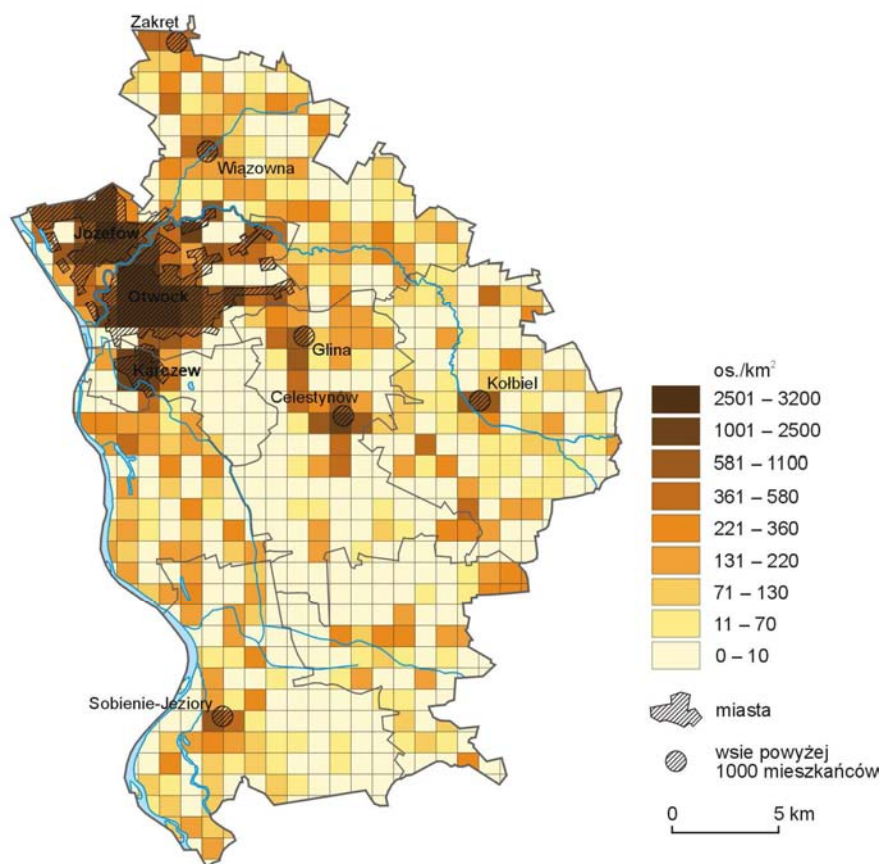 Zakręt
Wiązowna
Józefów
Otwock
Glina
Karczew
Celestynów
Kołbiel
Sobienie-Jeziory
os./km²
2501 – 3200
1001 – 2500
581 – 1100
361 – 580
221 – 360
131 – 220
71 – 130
11 – 70
0 – 10
miasta
wsie powyżej
1000 mieszkańców
0 5 km